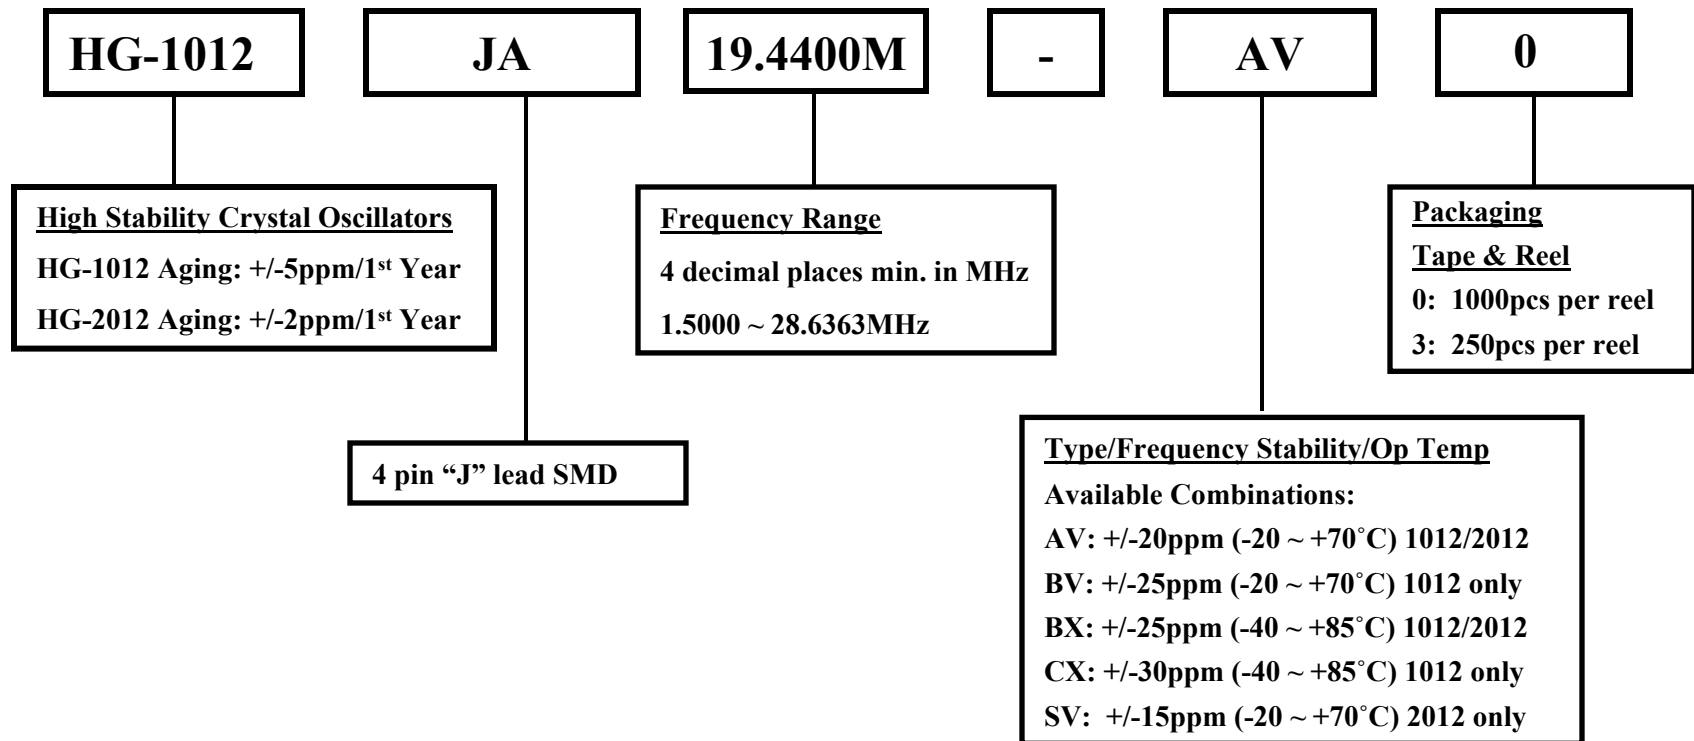 HG-1012 JA 19.4400M - AV 0
High Stability Crystal Oscillators
HG-1012 Aging: +/-5ppm/1st Year
HG-2012 Aging: +/-2ppm/1st Year
Frequency Range
4 decimal places min. in MHz
1.5000 ~ 28.6363MHz
Packaging
Tape & Reel
0: 1000pcs per reel
3: 250pcs per reel
4 pin “J” lead SMD
Type/Frequency Stability/Op Temp
Available Combinations:
AV: +/-20ppm (-20 ~ +70˚C) 1012/2012
BV: +/-25ppm (-20 ~ +70˚C) 1012 only
BX: +/-25ppm (-40 ~ +85˚C) 1012/2012
CX: +/-30ppm (-40 ~ +85˚C) 1012 only
SV: +/-15ppm (-20 ~ +70˚C) 2012 only